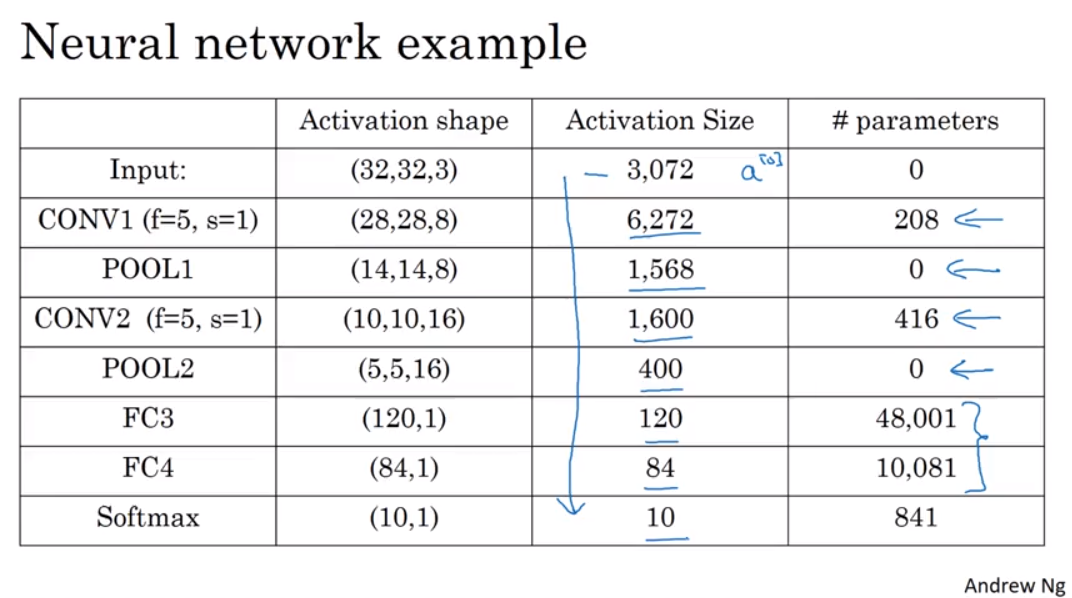 Neural network example
Activation shape Activation Size # parameters
Input: (32,32,3) 3,072 a[0] 0
CONV1 (f=5, s=1) (28,28,8) 6,272 208
POOL1 (14,14,8) 1,568 0
CONV2 (f=5, s=1) (10,10,16) 1,600 416
POOL2 (5,5,16) 400 0
FC3 (120,1) 120 48,001
FC4 (84,1) 84 10,081
Softmax (10,1) 10 841
Andrew Ng